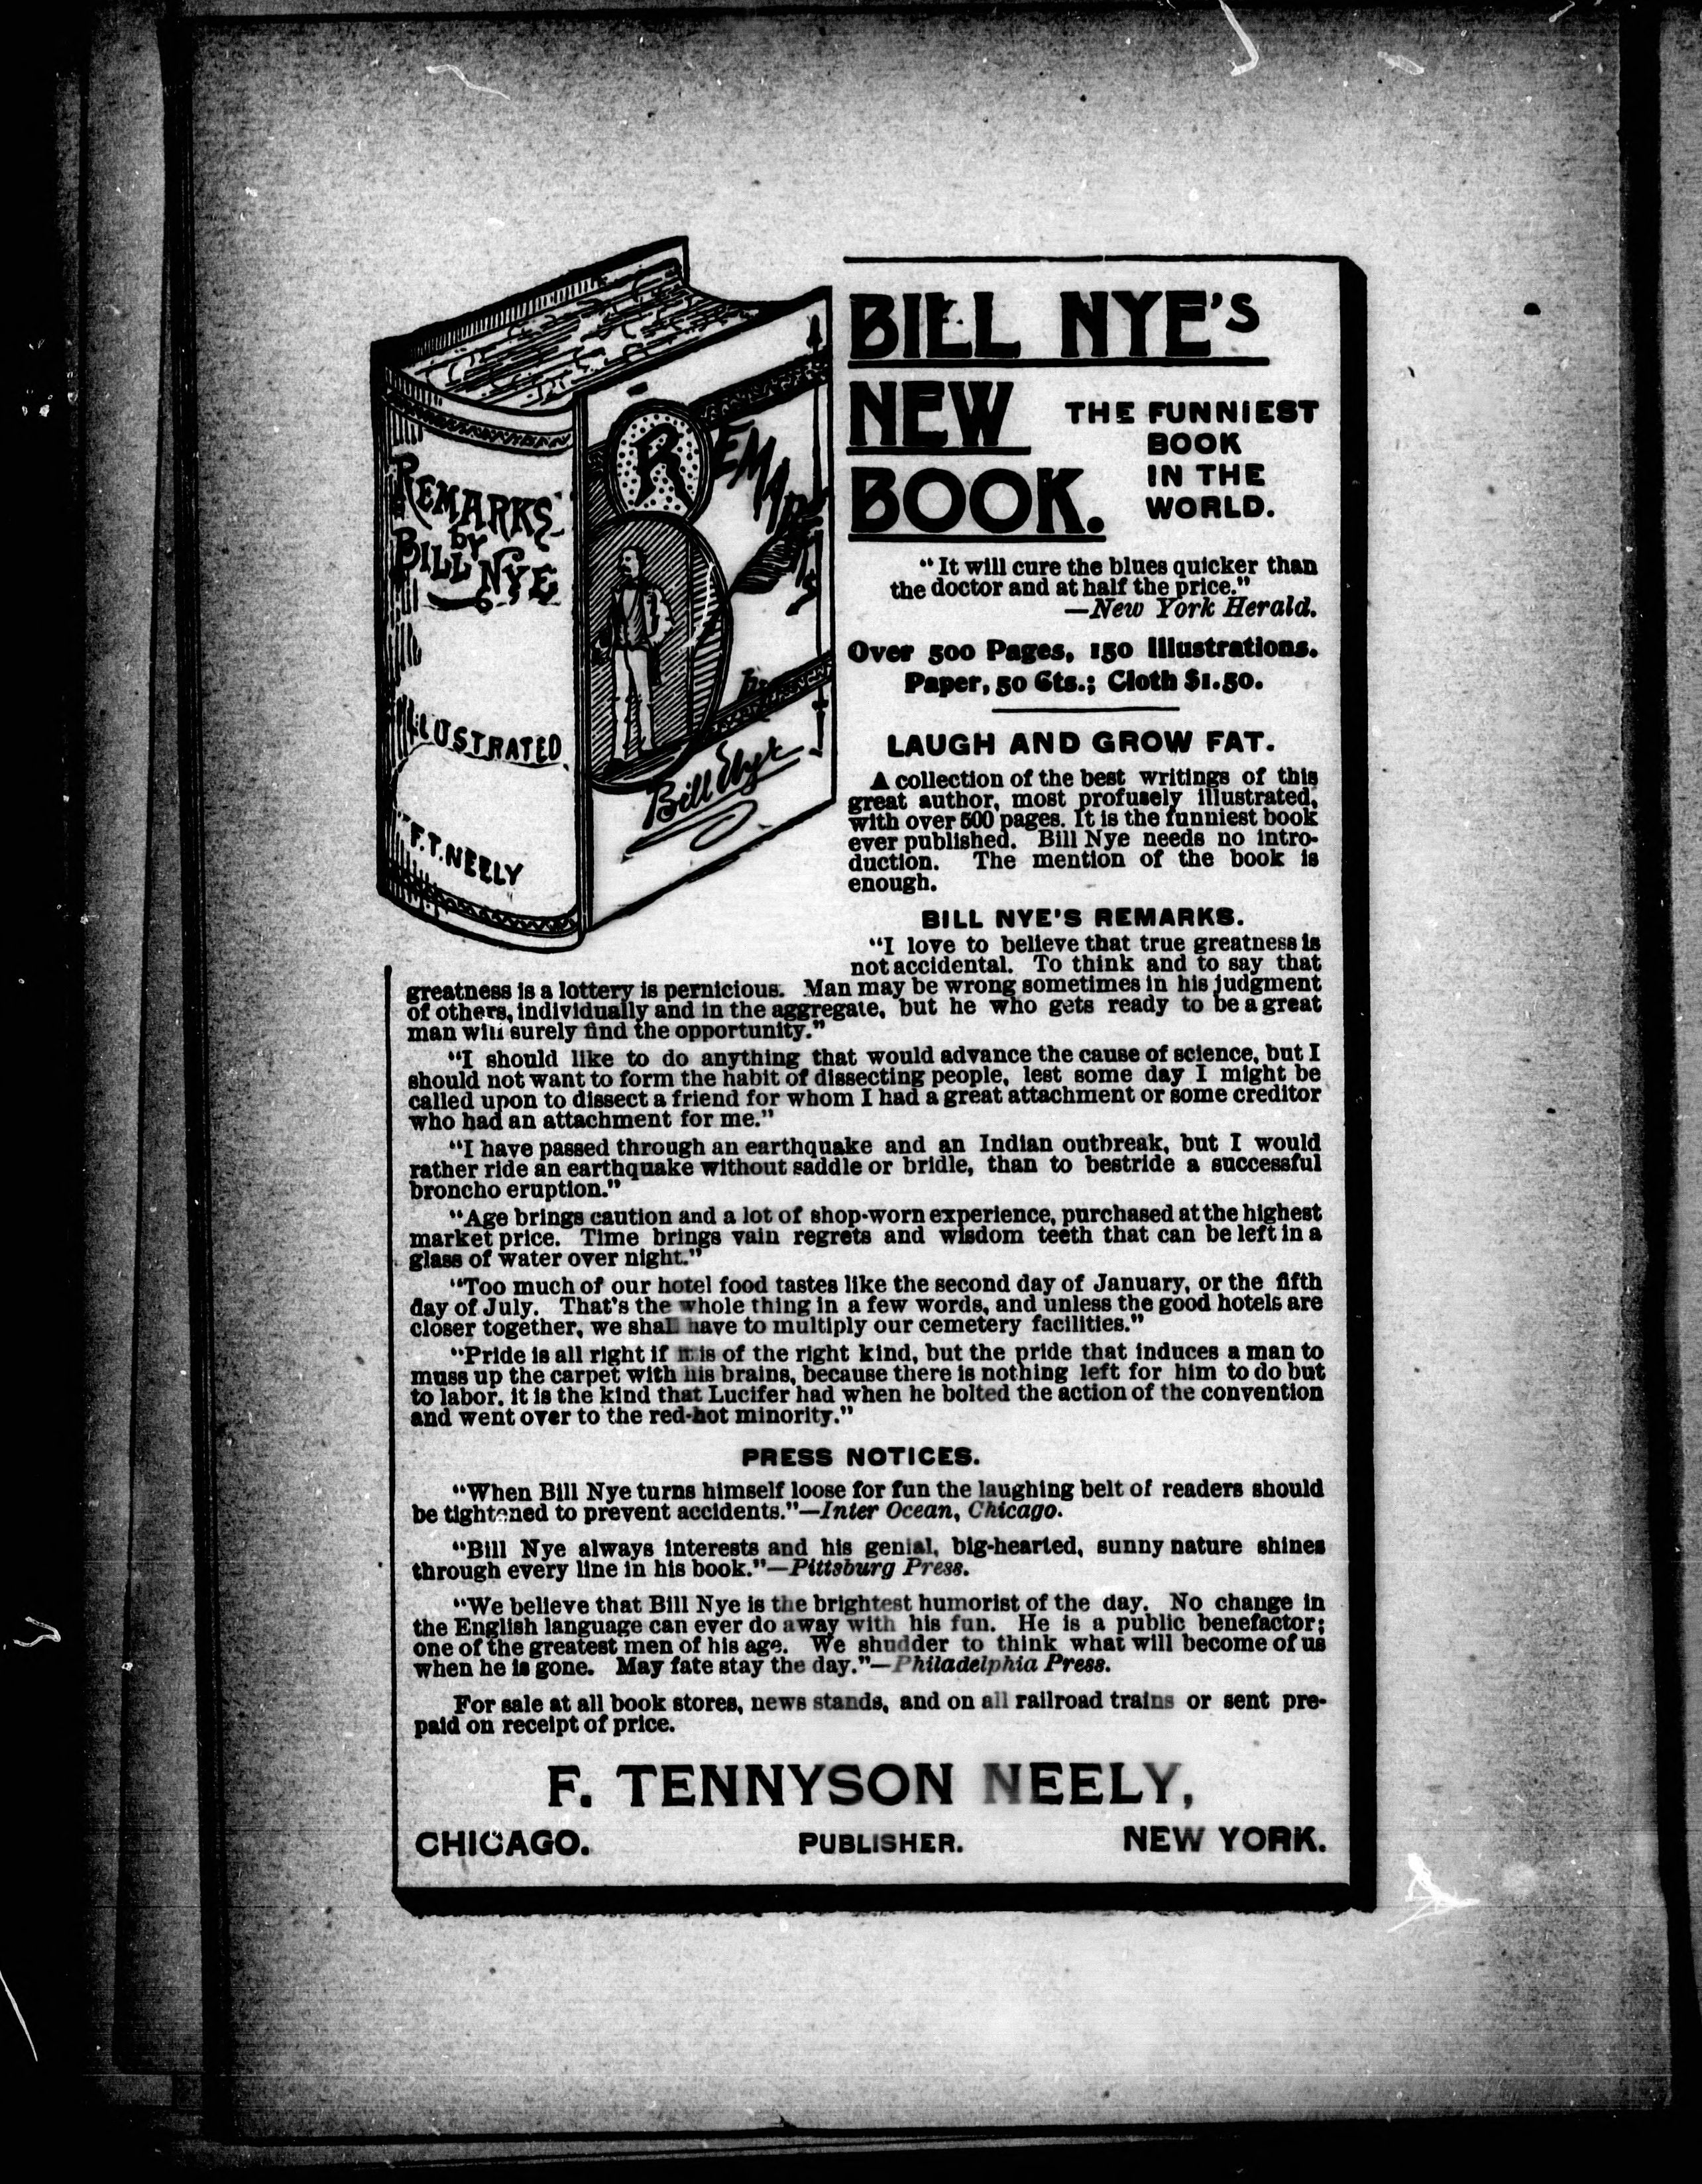 REMARKS
by
BILL NYE
ILLUSTRATED
F.T. NEELY
REMARKS
by
Bill Nye
BILL NYE'S
NEW
BOOK.
THE FUNNIEST
BOOK
IN THE
WORLD.
"It will cure the blues quicker than
the doctor and at half the price."
—New York Herald.
Over 500 Pages, 150 Illustrations.
Paper, 50 Cts.; Cloth $1.50.
LAUGH AND GROW FAT.
A collection of the best writings of this
great author, most profusely illustrated,
with over 500 pages. It is the funniest book
ever published. Bill Nye needs no intro-
duction. The mention of the book is
enough.
BILL NYE'S REMARKS.
"I love to believe that true greatness is
not accidental. To think and to say that
greatness is a lottery is pernicious. Man may be wrong sometimes in his judgment
of others, individually and in the aggregate, but he who gets ready to be a great
man will surely find the opportunity."
"I should like to do anything that would advance the cause of science, but I
should not want to form the habit of dissecting people, lest some day I might be
called upon to dissect a friend for whom I had a great attachment or some creditor
who had an attachment for me."
"I have passed through an earthquake and an Indian outbreak, but I would
rather ride an earthquake without saddle or bridle, than to bestride a successful
broncho eruption."
"Age brings caution and a lot of shop-worn experience, purchased at the highest
market price. Time brings vain regrets and wisdom teeth that can be left in a
glass of water over night."
"Too much of our hotel food tastes like the second day of January, or the fifth
day of July. That's the whole thing in a few words, and unless the good hotels are
closer together, we shall have to multiply our cemetery facilities."
"Pride is all right if it is of the right kind, but the pride that induces a man to
muss up the carpet with his brains, because there is nothing left for him to do but
to labor, it is the kind that Lucifer had when he bolted the action of the convention
and went over to the red-hot minority."
PRESS NOTICES.
"When Bill Nye turns himself loose for fun the laughing belt of readers should
be tightened to prevent accidents."—Inter Ocean, Chicago.
"Bill Nye always interests and his genial, big-hearted, sunny nature shines
through every line in his book."—Pittsburg Press.
"We believe that Bill Nye is the brightest humorist of the day. No change in
the English language can ever do away with his fun. He is a public benefactor;
one of the greatest men of his age. We shudder to think what will become of us
when he is gone. May fate stay the day."—Philadelphia Press.
For sale at all book stores, news stands, and on all railroad trains or sent pre-
paid on receipt of price.
F. TENNYSON NEELY,
CHICAGO. PUBLISHER. NEW YORK.